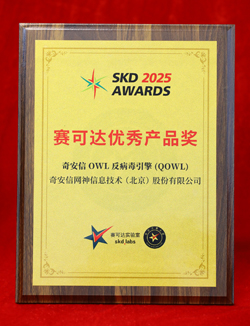 SKD 2025
AWARDS
赛可达优秀产品奖
奇安信 OWL 反病毒引擎 (QOWL)
奇安信网神信息技术（北京）股份有限公司
赛可达实验室
skd labs